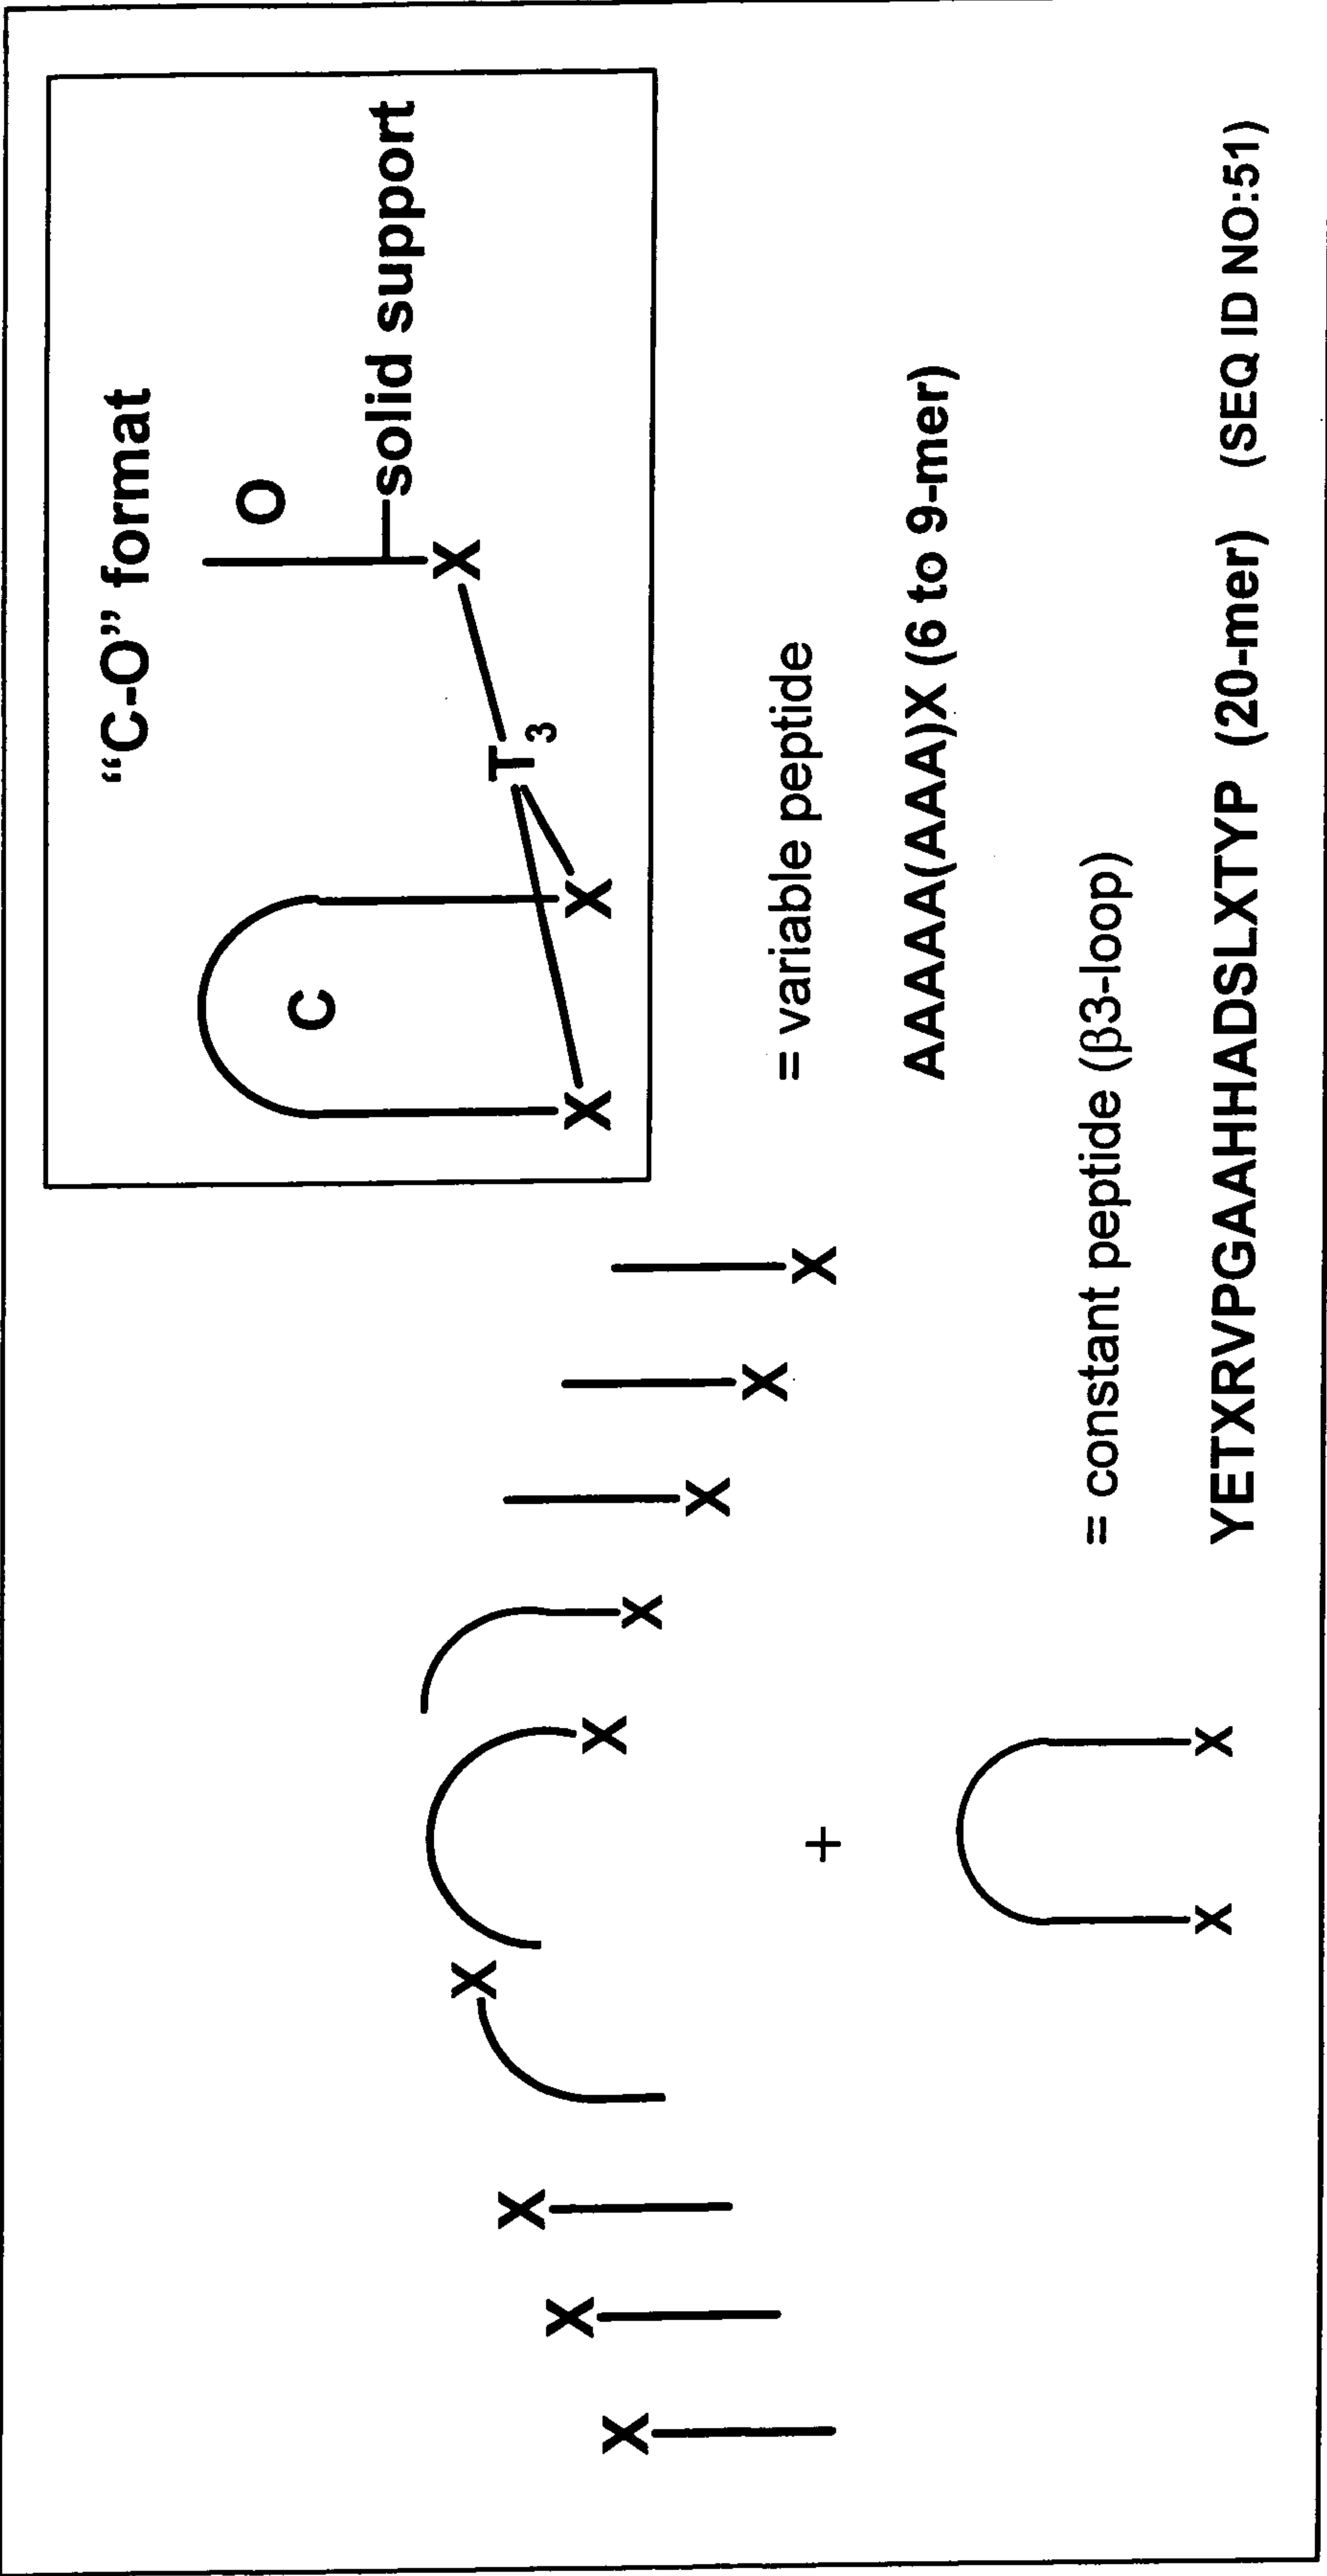 “C-O” format
O
C
solid support
X
T3
X X
X
X
X
X
X
X
X
X
X
= variable peptide
AAAAA(AAA)X (6 to 9-mer)
+
= constant peptide (β3-loop)
X X
YETXRVPGAAHHADSLXTYP (20-mer) (SEQ ID NO:51)